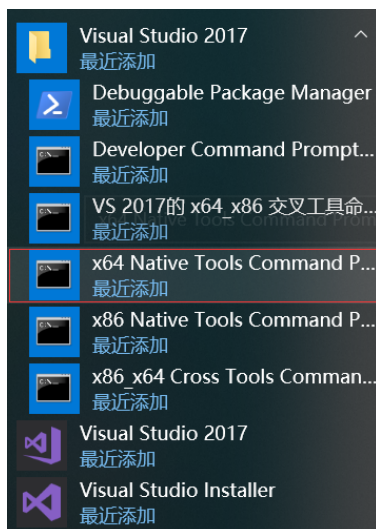 Visual Studio 2017
最近添加
Debuggable Package Manager
最近添加
Developer Command Prompt...
最近添加
VS 2017的 x64_x86 交叉工具命...
最近添加
x64 Native Tools Command P...
最近添加
x86 Native Tools Command P...
最近添加
x86_x64 Cross Tools Comman...
最近添加
Visual Studio 2017
最近添加
Visual Studio Installer
最近添加